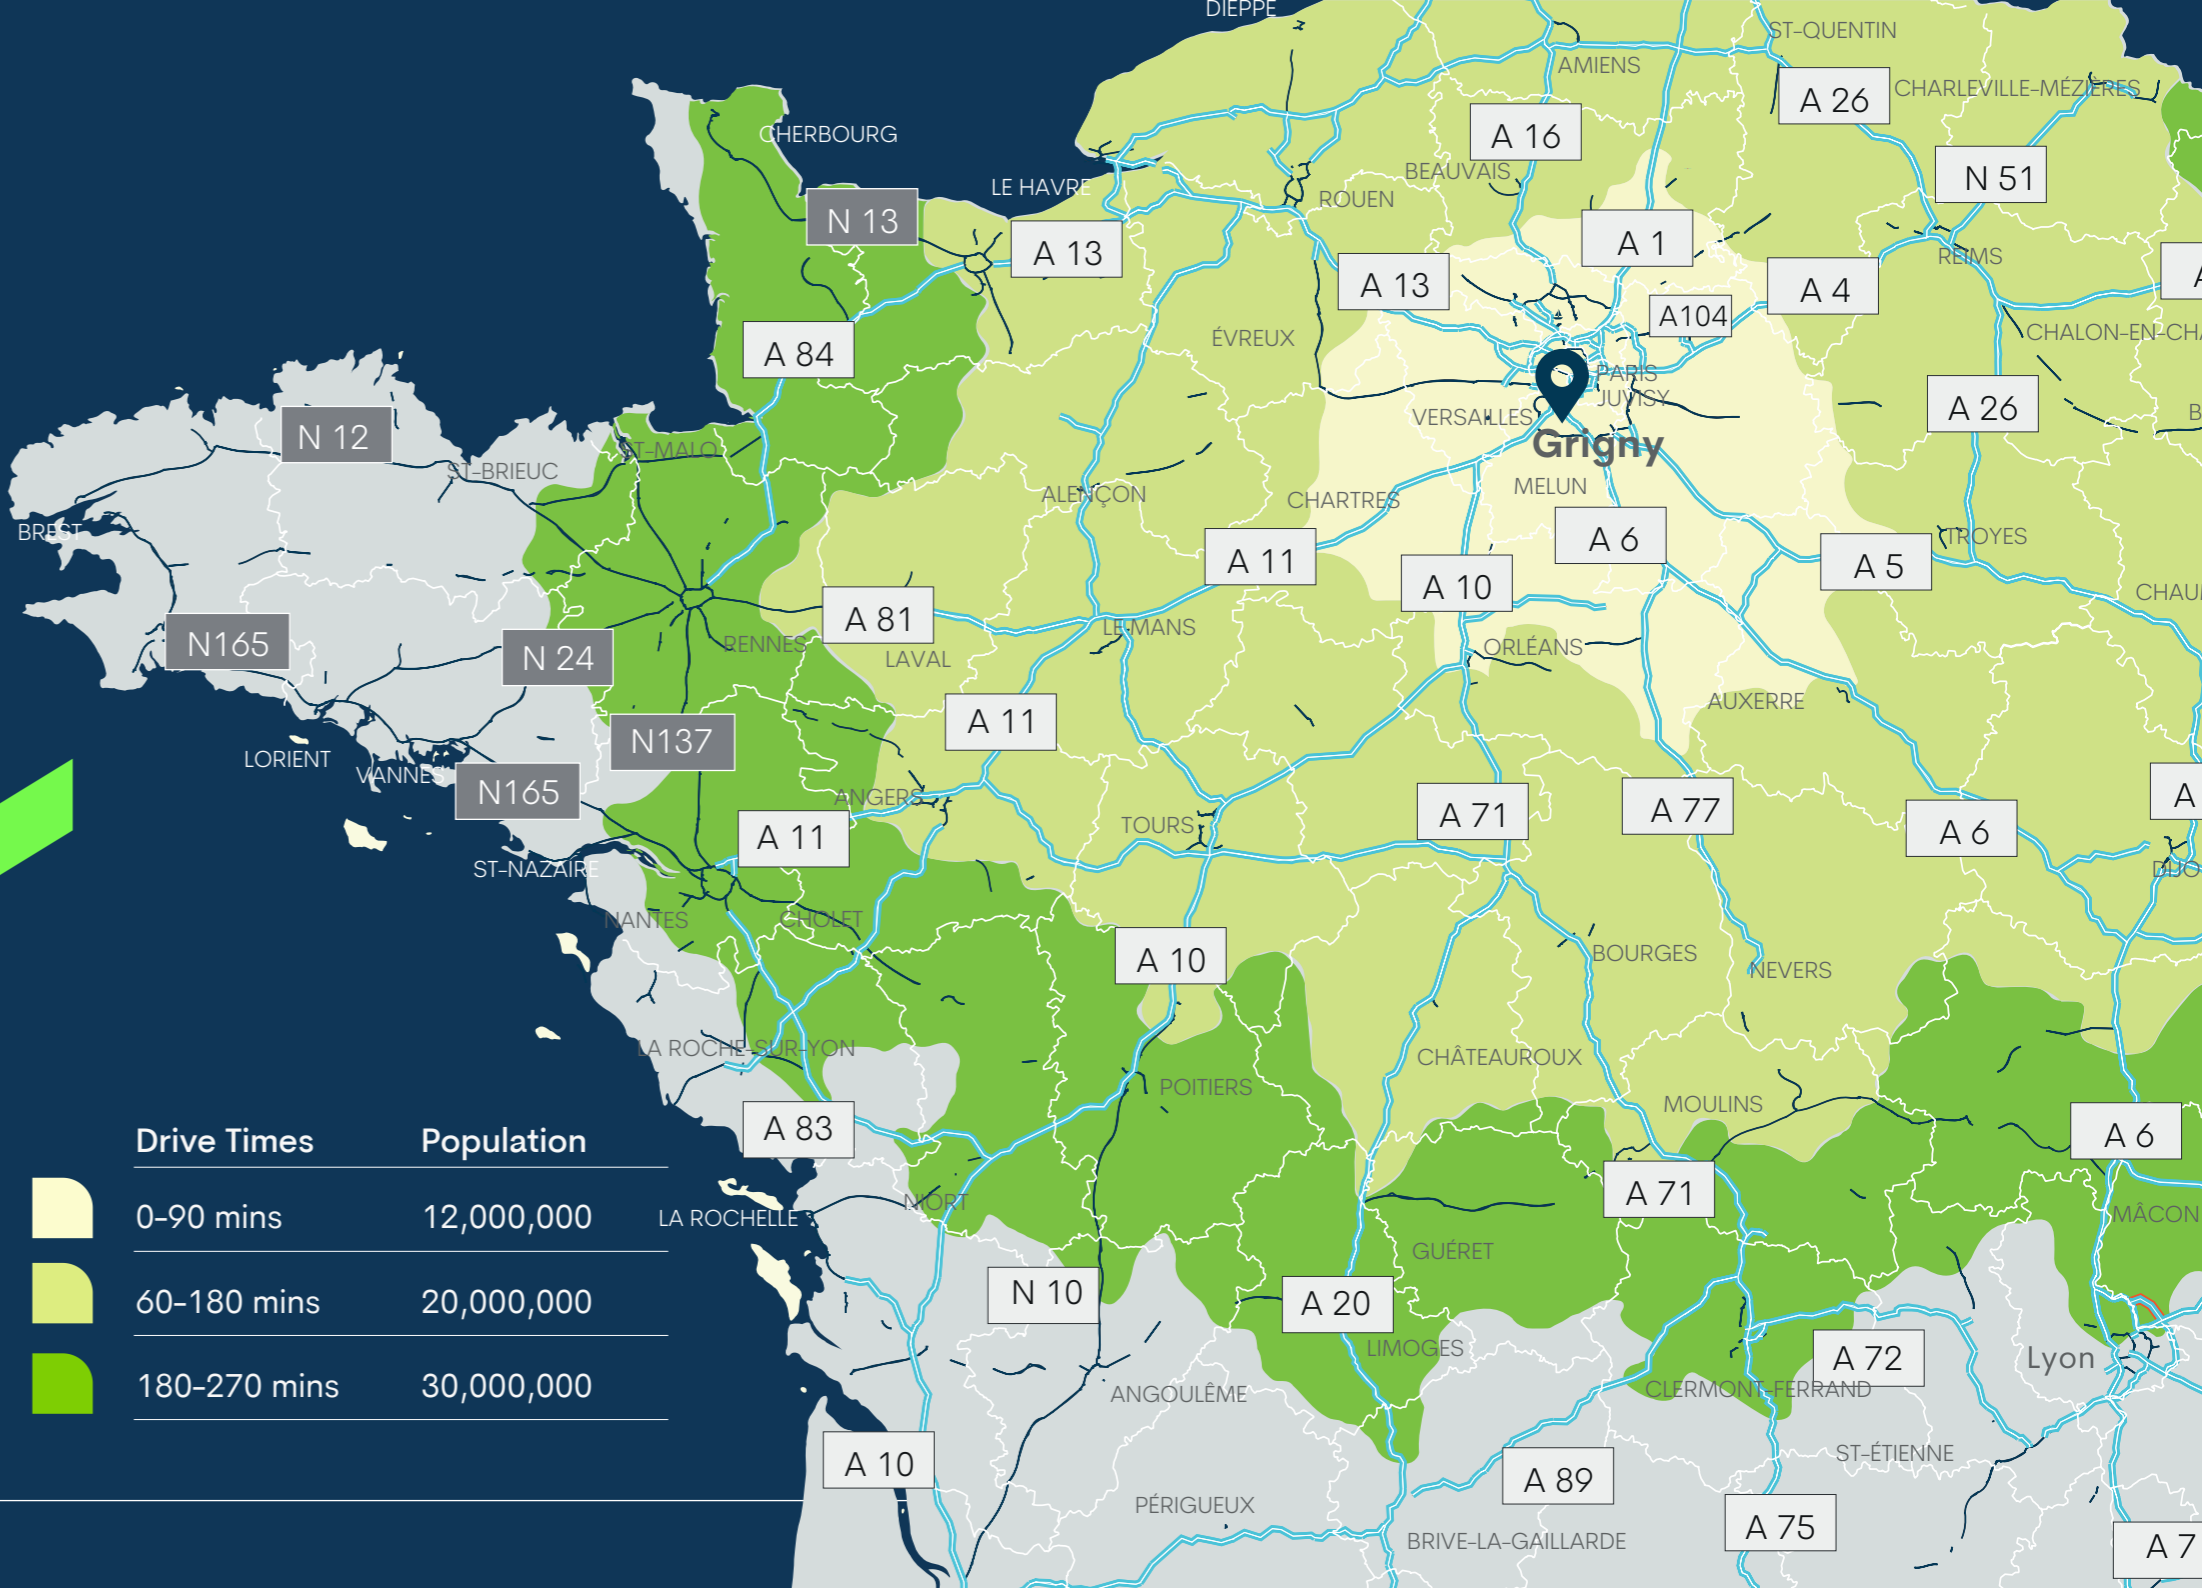 DIEPPE
ST-QUENTIN
AMIENS
CHARLEVILLE-MÉZIÈRES
A 26
A 16
CHERBOURG
BEAUVAIS
N 51
LE HAVRE
ROUEN
N 13
A 1
A 13
REIMS
A 13
A 4
A104
ÉVREUX
CHALON-EN-CH
A 84
PARIS
JUVISY
VERSAILLES
A 26
N 12
Grigny
ST-MALO
ST-BRIEUC
MELUN
ALENÇON
CHARTRES
BREST
A 11
A 6
TROYES
A 5
A 10
CHAU
A 81
LE MANS
N165
N 24
RENNES
LAVAL
ORLÉANS
AUXERRE
A 11
N137
LORIENT
VANNES
N165
ANGERS
A 11
TOURS
A 71
A 77
A 6
A
ST-NAZAIRE
DIJO
NANTES
CHOLET
A 10
BOURGES
NEVERS
LA ROCHE-SUR-YON
CHÂTEAUROUX
POITIERS
MOULINS
A 83
A 6
Drive Times Population
0-90 mins 12,000,000
60-180 mins 20,000,000
180-270 mins 30,000,000
NIORT
LA ROCHELLE
A 71
MÂCON
GUÉRET
N 10
A 20
LIMOGES
A 72
Lyon
ANGOULÊME
CLERMONT-FERRAND
A 10
ST-ÉTIENNE
A 89
PÉRIGUEUX
A 75
BRIVE-LA-GAILLARDE
A 7